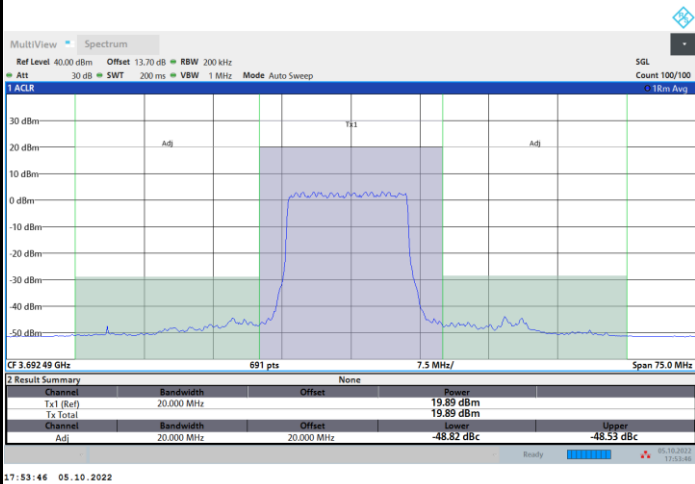 MultiView Spectrum
Ref Level 40.00 dBm Offset 13.70 dB RBW 200 kHz SGL
Att 30 dB SWT 200 ms VBW 1 MHz Mode Auto Sweep Count 100/100
1 ACLR 1Rm Avg
30 dBm
Tx1
Adj Adj
20 dBm
10 dBm
0 dBm
-10 dBm
-20 dBm
-30 dBm
-40 dBm
-50 dBm
CF 3.692 49 GHz 691 pts 7.5 MHz/ Span 75.0 MHz
2 Result Summary None
Channel Bandwidth Offset Power
Tx1 (Ref) 20.000 MHz 19.89 dBm
Tx Total 19.89 dBm
Channel Bandwidth Offset Lower Upper
Adj 20.000 MHz 20.000 MHz -48.82 dBc -48.53 dBc
Ready 05.10.2022
17:53:46
17:53:46 05.10.2022